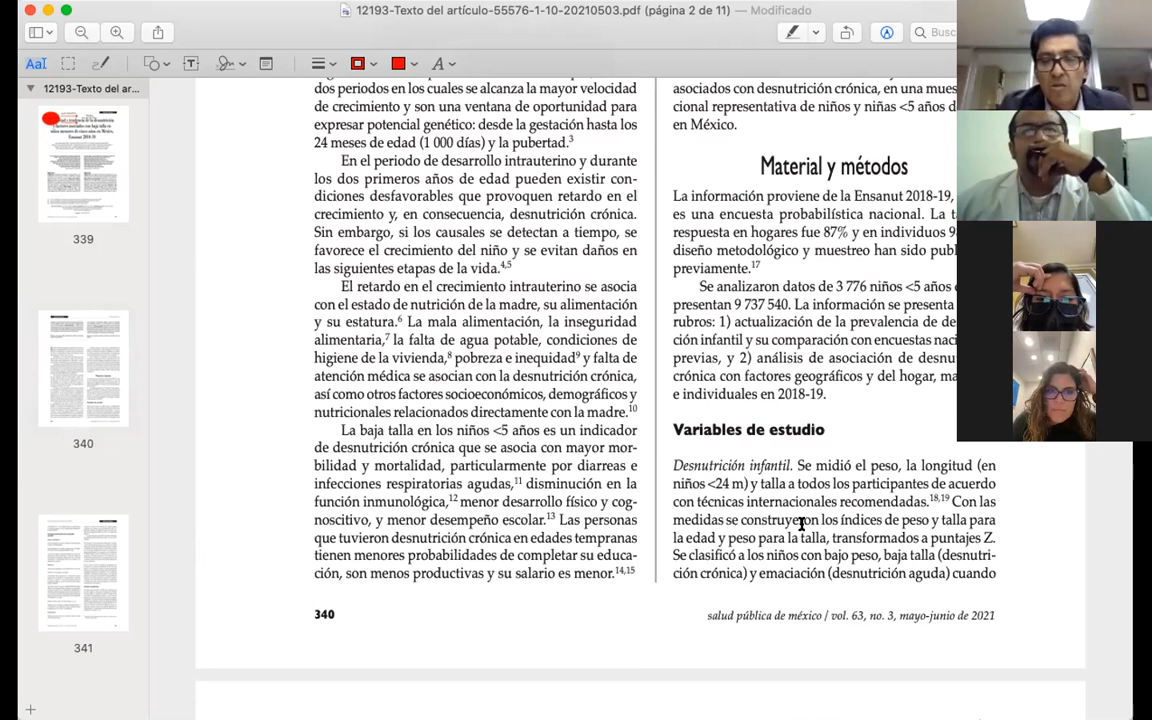 12193-Texto del artículo-55576-1-10-20210503.pdf (página 2 de 11) — Modificado
Busc
AaI
T
A
12193-Texto del ar...
339
340
341
dos periodos en los cuales se alcanza la mayor velocidad
de crecimiento y son una ventana de oportunidad para
expresar potencial genético: desde la gestación hasta los
24 meses de edad (1 000 días) y la pubertad.3
En el periodo de desarrollo intrauterino y durante
los dos primeros años de edad pueden existir con-
diciones desfavorables que provoquen retardo en el
crecimiento y, en consecuencia, desnutrición crónica.
Sin embargo, si los causales se detectan a tiempo, se
favorece el crecimiento del niño y se evitan daños en
las siguientes etapas de la vida.4,5
El retardo en el crecimiento intrauterino se asocia
con el estado de nutrición de la madre, su alimentación
y su estatura.6 La mala alimentación, la inseguridad
alimentaria,7 la falta de agua potable, condiciones de
higiene de la vivienda,8 pobreza e inequidad9 y falta de
atención médica se asocian con la desnutrición crónica,
así como otros factores socioeconómicos, demográficos y
nutricionales relacionados directamente con la madre.10
La baja talla en los niños <5 años es un indicador
de desnutrición crónica que se asocia con mayor mor-
bilidad y mortalidad, particularmente por diarreas e
infecciones respiratorias agudas,11 disminución en la
función inmunológica,12 menor desarrollo físico y cog-
noscitivo, y menor desempeño escolar.13 Las personas
que tuvieron desnutrición crónica en edades tempranas
tienen menores probabilidades de completar su educa-
ción, son menos productivas y su salario es menor.14,15
asociados con desnutrición crónica, en una mues
cional representativa de niños y niñas <5 años d
en México.
Material y métodos
La información proviene de la Ensanut 2018-19,
es una encuesta probabilística nacional. La t
respuesta en hogares fue 87% y en individuos 9
diseño metodológico y muestreo han sido publ
previamente.17
Se analizaron datos de 3 776 niños <5 años
presentan 9 737 540. La información se presenta
rubros: 1) actualización de la prevalencia de de
ción infantil y su comparación con encuestas naci
previas, y 2) análisis de asociación de desnu
crónica con factores geográficos y del hogar, ma
e individuales en 2018-19.
Variables de estudio
Desnutrición infantil. Se midió el peso, la longitud (en
niños <24 m) y talla a todos los participantes de acuerdo
con técnicas internacionales recomendadas.18,19 Con las
medidas se construyeron los índices de peso y talla para
la edad y peso para la talla, transformados a puntajes Z.
Se clasificó a los niños con bajo peso, baja talla (desnutri-
ción crónica) y emaciación (desnutrición aguda) cuando
340
salud pública de méxico / vol. 63, no. 3, mayo-junio de 2021